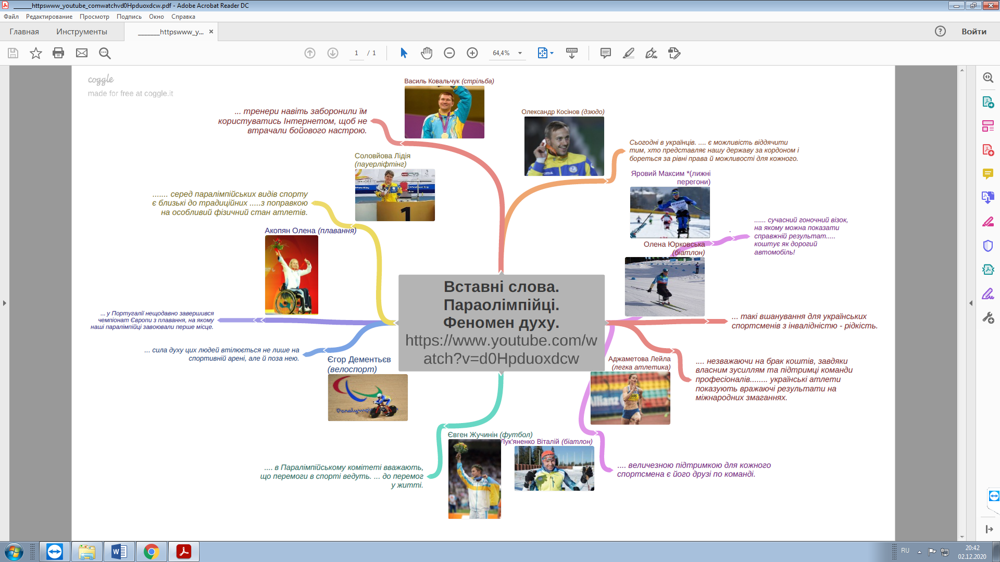 ______httpswww_youtube_comwatchvd0Hpduoxdcw.pdf - Adobe Acrobat Reader DC
Файл Редактирование Просмотр Подпись Окно Справка
Главная Инструменты _______httpswww_y... × Войти
1 / 1 64,4%
coggle
made for free at coggle.it
Василь Ковальчук (стрільба)
... тренери навіть заборонили їм
користуватись Інтернетом, щоб не
втрачали бойового настрою.
Олександр Косінов (дзюдо)
Сьогодні в українців. .... є можливість віддячити
тим, хто представляє нашу державу за кордоном і
бореться за рівні права й можливості для кожного.
Соловйова Лідія
(пауерліфтінг)
....... серед паралімпійських видів спорту
є близькі до традиційних .....з поправкою
на особливий фізичний стан атлетів.
Яровий Максим *(лижні
перегони)
Акопян Олена (плавання)
...... сучасний гоночний візок,
на якому можна показати
справжній результат.....
коштує як дорогий
автомобіль!
.
Олена Юрковська
(біатлон)
Вставні слова.
Параолімпійці.
Феномен духу.
https://www.youtube.com/w
atch?v=d0Hpduoxdcw
... у Португалії нещодавно завершився
чемпіонат Європи з плавання, на якому
наші паралімпійці завоювали перше місце.
... такі вшанування для українських
спортсменів з інвалідністю - рідкість.
... сила духу цих людей втілюється не лише на
спортивній арені, але й поза нею.
Єгор Дементьєв
(велоспорт)
Аджаметова Лейла
(легка атлетика)
.... незважаючи на брак коштів, завдяки
власним зусиллям та підтримці команди
професіоналів........ українські атлети
показують вражаючі результати на
міжнародних змаганнях.
1
Allianz
Євген Жучинін (футбол)
Лук'яненко Віталій (біатлон)
.... в Паралімпійському комітеті вважають,
що перемоги в спорті ведуть. ... до перемог
у житті.
.... величезною підтримкою для кожного
спортсмена є його друзі по команді.
RU
20:42
02.12.2020